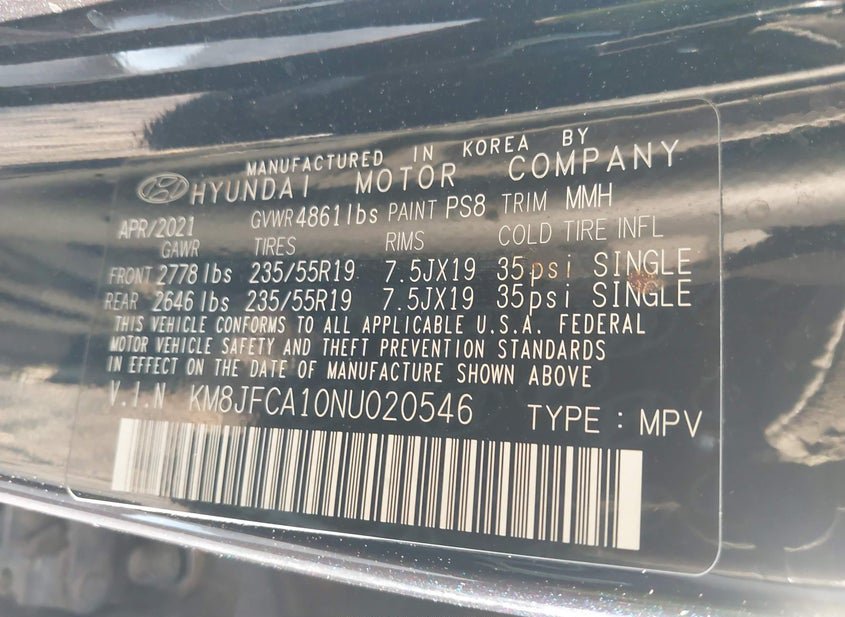 MANUFACTURED IN KOREA BY
HYUNDAI MOTOR COMPANY
APR/2021 GVWR 4861lbs PAINT PS8 TRIM MMH
GAWR TIRES RIMS COLD TIRE INFL
FRONT 2778 lbs 235/55R19 7.5JX19 35psi SINGLE
REAR 2646 lbs 235/55R19 7.5JX19 35psi SINGLE
THIS VEHICLE CONFORMS TO ALL APPLICABLE U.S.A. FEDERAL
MOTOR VEHICLE SAFETY AND THEFT PREVENTION STANDARDS
IN EFFECT ON THE DATE OF MANUFACTURE SHOWN ABOVE
V.I.N KM8JFCA10NU020546 TYPE : MPV